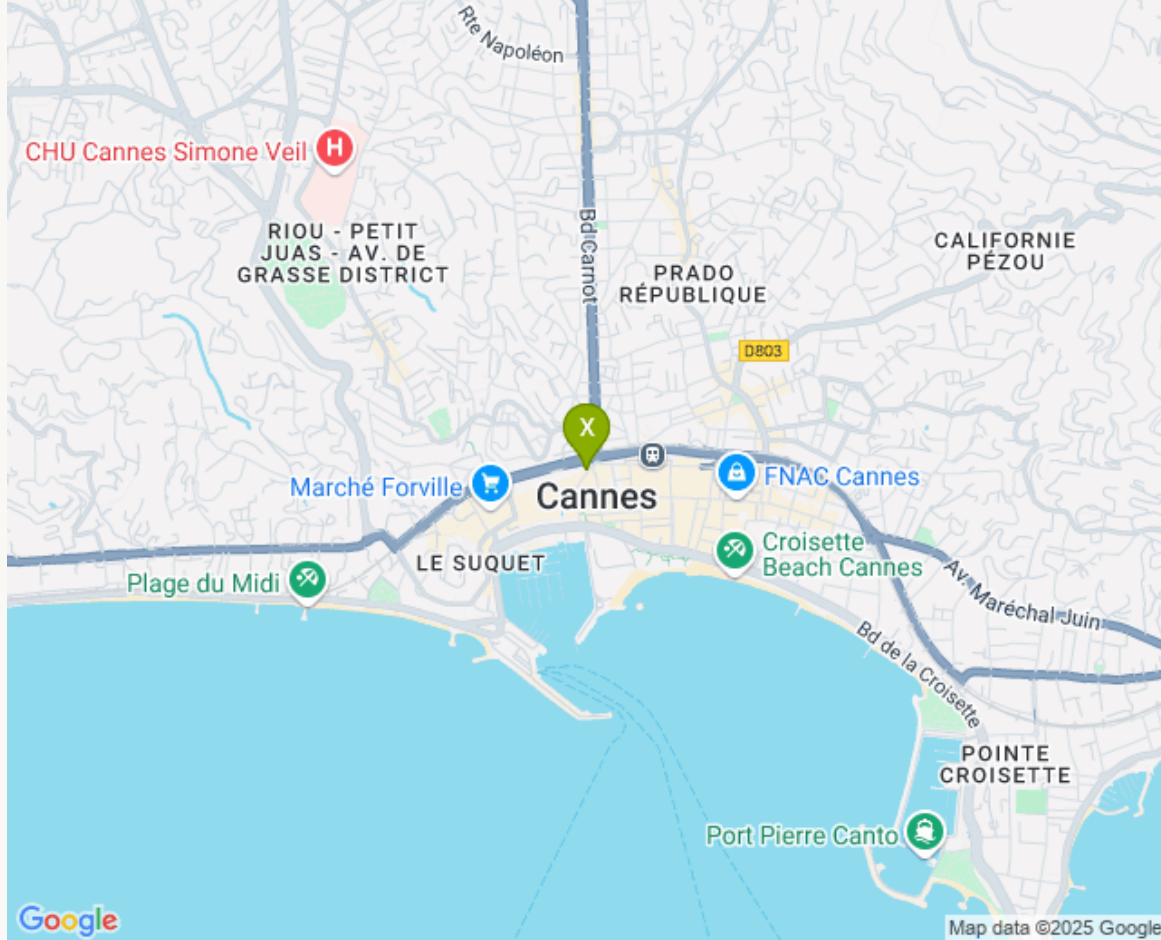 Rte Napoléon
CHU Cannes Simone Veil
H
RIOU - PETIT
JUAS - AV. DE
GRASSE DISTRICT
Bd Carnot
PRADO
RÉPUBLIQUE
CALIFORNIE
PÉZOU
D803
X
Marché Forville
Cannes
FNAC Cannes
LE SUQUET
Croisette
Beach Cannes
Plage du Midi
Av. Maréchal Juin
Bd de la Croisette
POINTE
CROISETTE
Port Pierre Canto
Google
Map data ©2025 Google